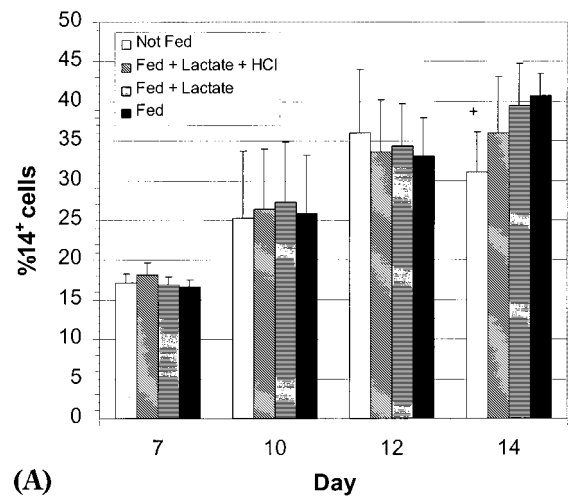 50
45
40
35
30
25
20
15
10
5
0
%14+ cells
Not Fed
Fed + Lactate + HCl
Fed + Lactate
Fed
+
7 10 12 14
(A) Day